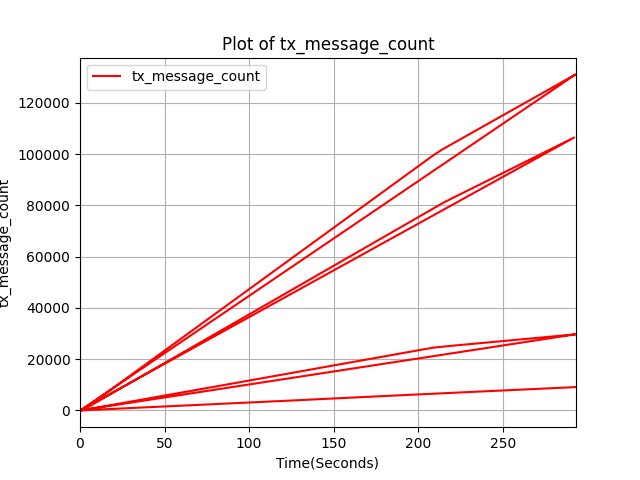 Plot of tx_message_count
tx_message_count
120000
100000
80000
60000
40000
20000
0
tx_message_count
0 50 100 150 200 250
Time(Seconds)